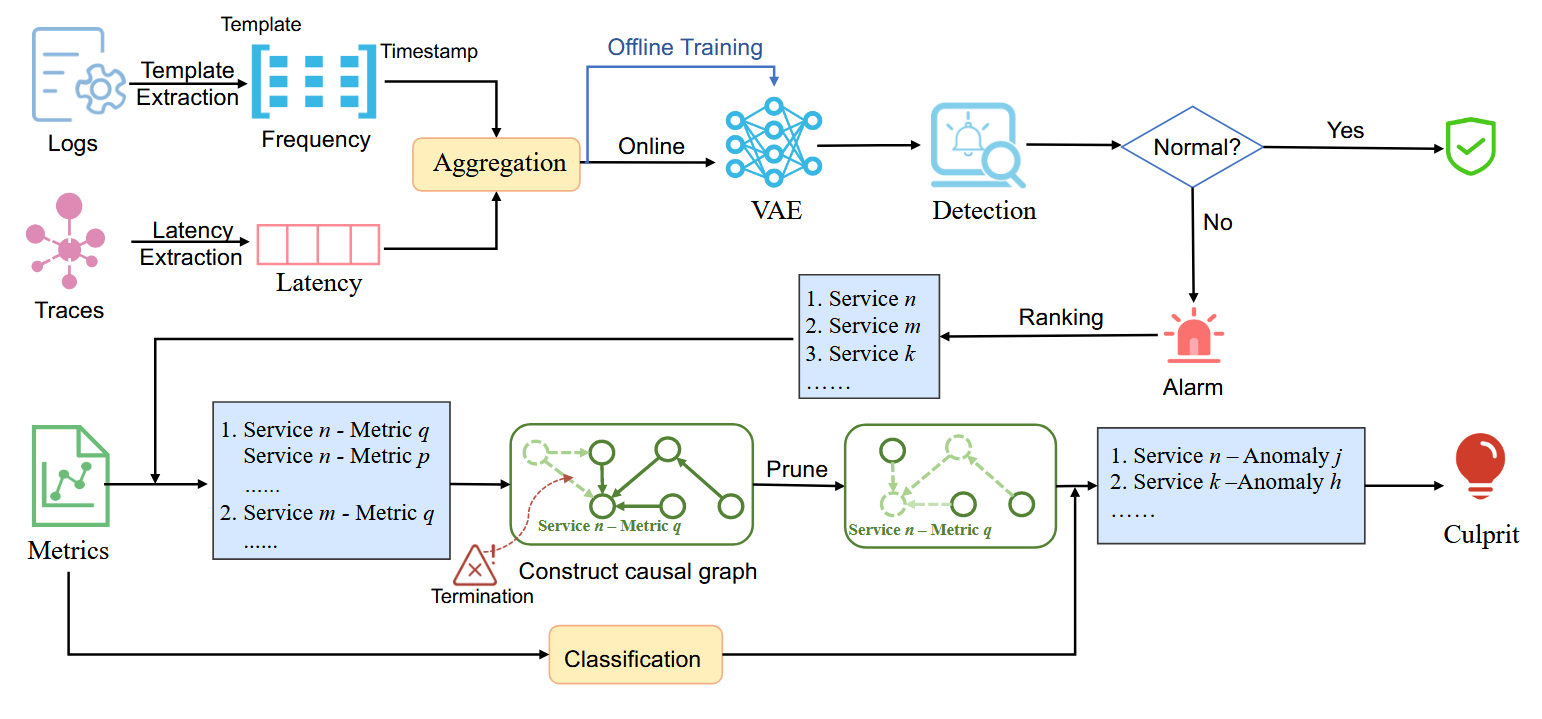 Template
Timestamp
Template
Extraction
Logs
Frequency
Offline Training
Aggregation
Online
VAE
Detection
Normal?
Yes
No
Latency
Extraction
Traces
Latency
1. Service n
2. Service m
3. Service k
……
Ranking
Alarm
Metrics
1. Service n - Metric q
Service n - Metric p
......
2. Service m - Metric q
......
Service n – Metric q
Termination
Construct causal graph
Prune
Service n – Metric q
1. Service n – Anomaly j
2. Service k –Anomaly h
……
Culprit
Classification